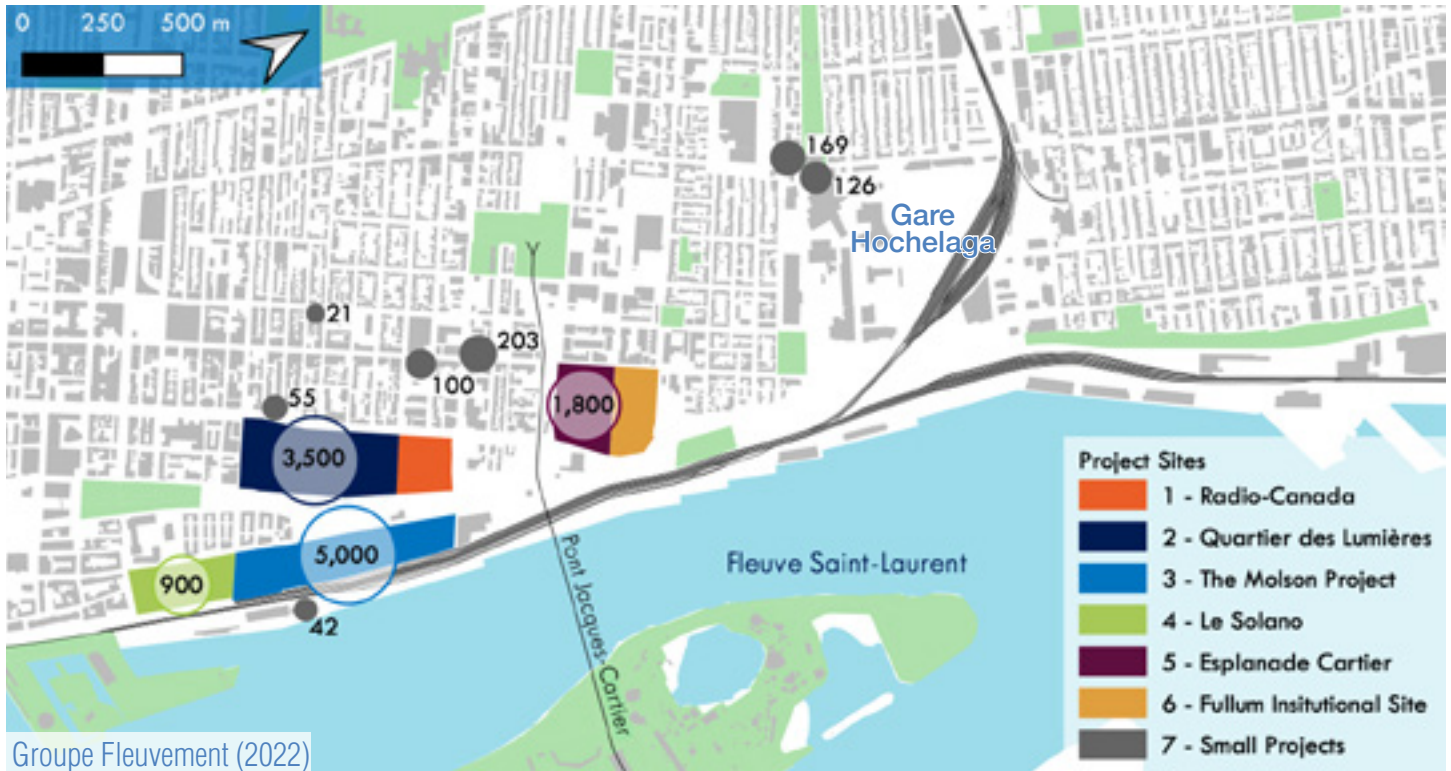 0 250 500 m
169
126
Gare
Hochelaga
21
203
100
55
1,800
3,500
5,000
900
42
Pont Jacques-Cartier
Fleuve Saint-Laurent
Project Sites
1 - Radio-Canada
2 - Quartier des Lumières
3 - The Molson Project
4 - Le Solano
5 - Esplanade Cartier
6 - Fullum Insitutional Site
7 - Small Projects
Groupe Fleuvement (2022)